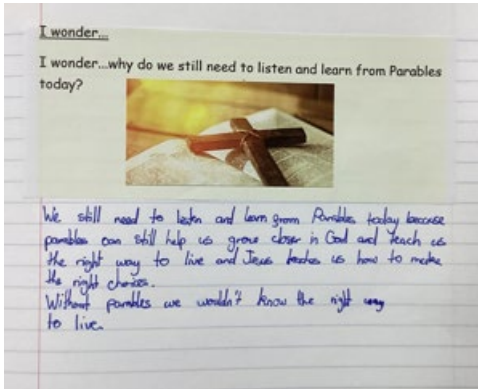 I wonder...
I wonder...why do we still need to listen and learn from Parables
today?
We still need to listen and learn from Parables today because
parables can still help us grow closer in God and teach us
the right way to live and Jesus teaches us how to make
the right choices.
Without parables we wouldn't know the right way
to live.